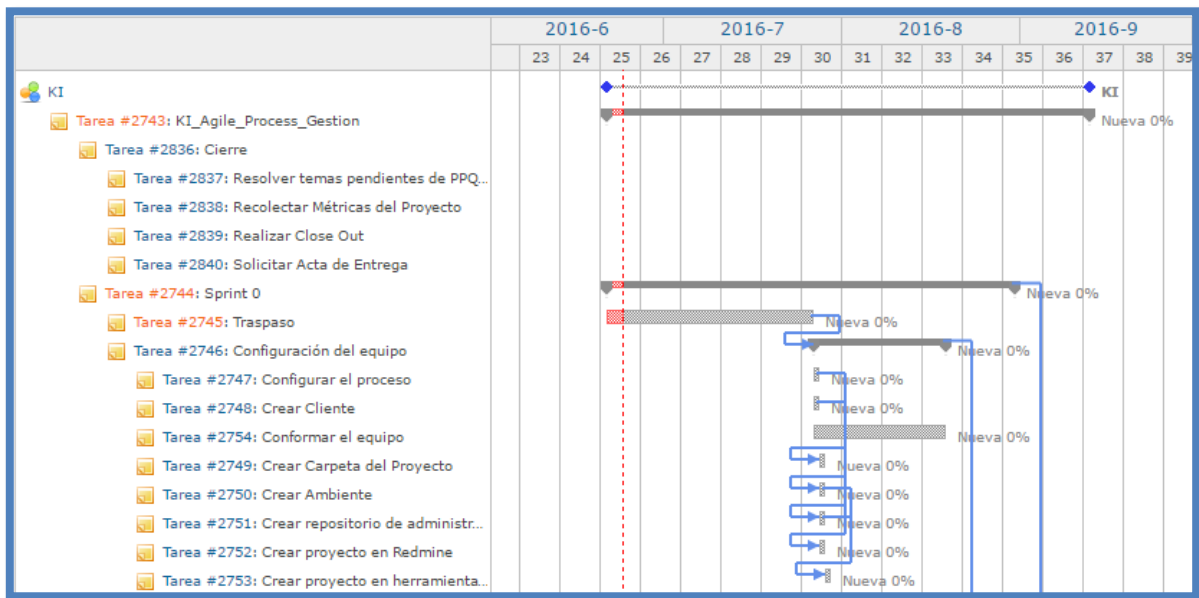 2016-6 2016-7 2016-8 2016-9
23 24 25 26 27 28 29 30 31 32 33 34 35 36 37 38 39
KI KI
Tarea #2743: KI_Agile_Process_Gestion Nueva 0%
Tarea #2836: Cierre
Tarea #2837: Resolver temas pendientes de PPQ...
Tarea #2838: Recolectar Métricas del Proyecto
Tarea #2839: Realizar Close Out
Tarea #2840: Solicitar Acta de Entrega
Tarea #2744: Sprint 0 Nueva 0%
Tarea #2745: Traspaso Nueva 0%
Tarea #2746: Configuración del equipo Nueva 0%
Tarea #2747: Configurar el proceso Nueva 0%
Tarea #2748: Crear Cliente Nueva 0%
Tarea #2754: Conformar el equipo Nueva 0%
Tarea #2749: Crear Carpeta del Proyecto Nueva 0%
Tarea #2750: Crear Ambiente Nueva 0%
Tarea #2751: Crear repositorio de administr... Nueva 0%
Tarea #2752: Crear proyecto en Redmine Nueva 0%
Tarea #2753: Crear proyecto en herramienta... Nueva 0%